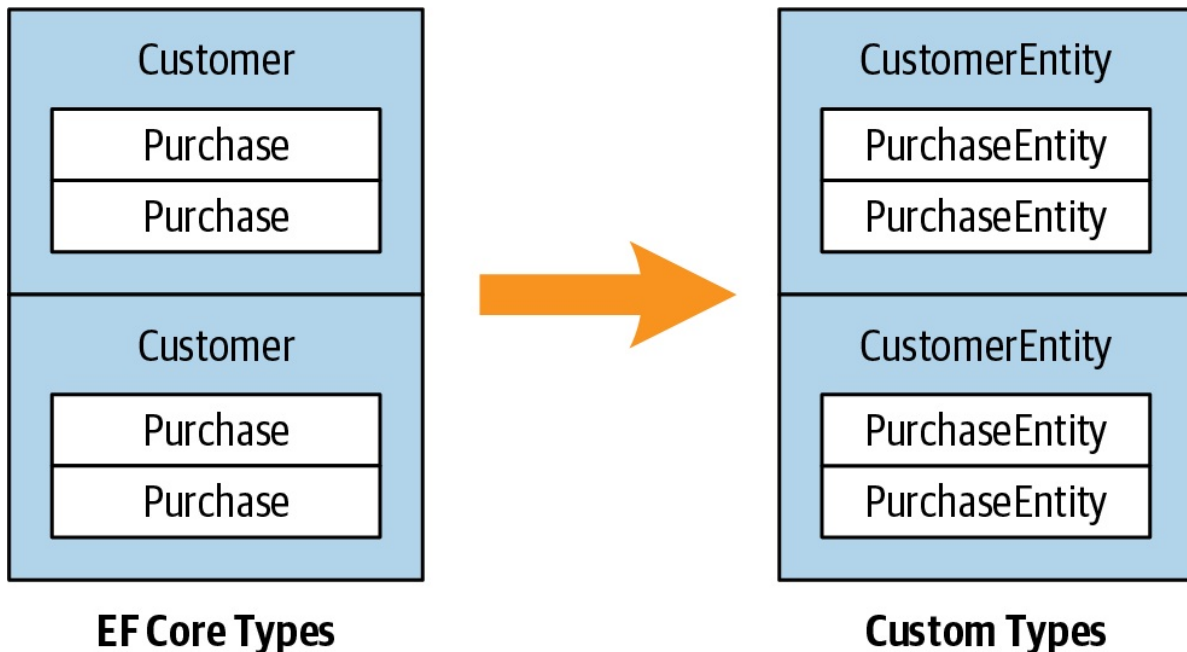 Customer
Purchase
Purchase
Customer
Purchase
Purchase
EF Core Types
CustomerEntity
PurchaseEntity
PurchaseEntity
CustomerEntity
PurchaseEntity
PurchaseEntity
Custom Types